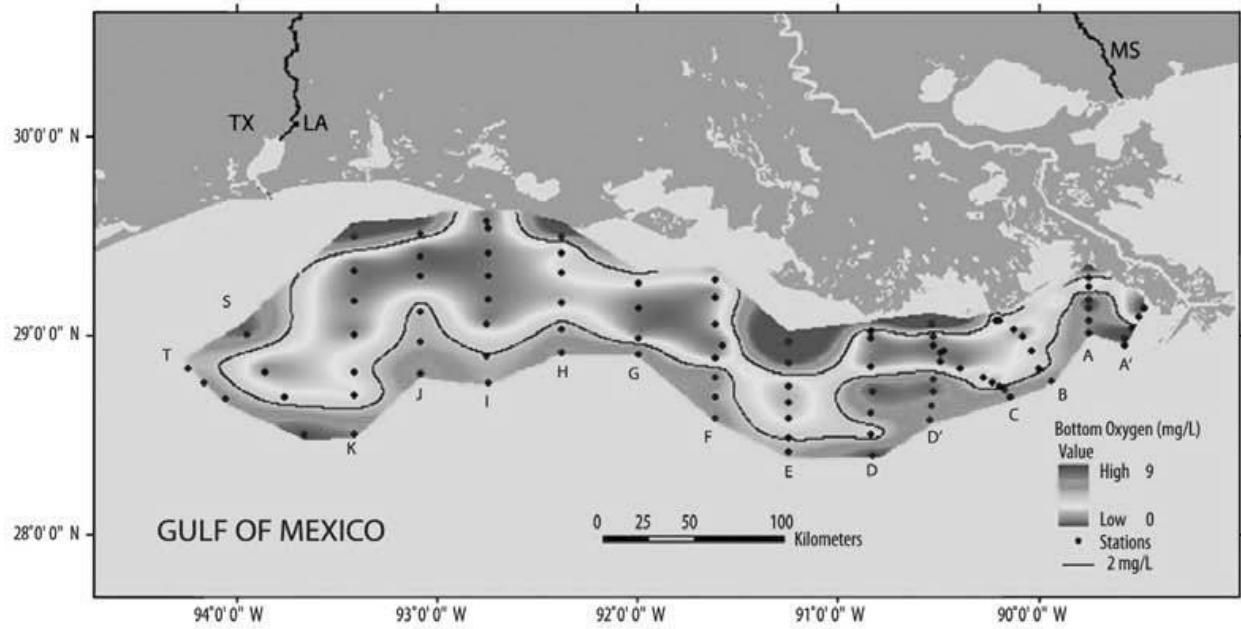 MS
TX LA
30°0' 0" N
S
29°0' 0" N
T
A A'
H G
J I
B
C
K
F
D'
Bottom Oxygen (mg/L)
Value
E D
High 9
Low 0
Stations
2 mg/L
GULF OF MEXICO
0 25 50 100
Kilometers
28°0' 0" N
94°0' 0" W 93°0' 0" W 92°0' 0" W 91°0' 0" W 90°0' 0" W